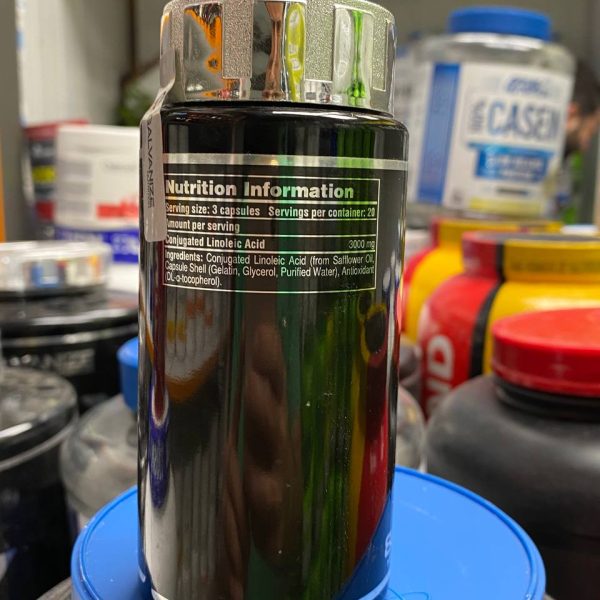 Nutrition Information
Serving size: 3 capsules Servings per container: 20
Amount per serving
Conjugated Linoleic Acid 3000 mg
Ingredients: Conjugated Linoleic Acid (from Safflower Oil,
Capsule Shell (Gelatin, Glycerol, Purified Water), Antioxidant
(DL-α-tocopherol).
CASEIN